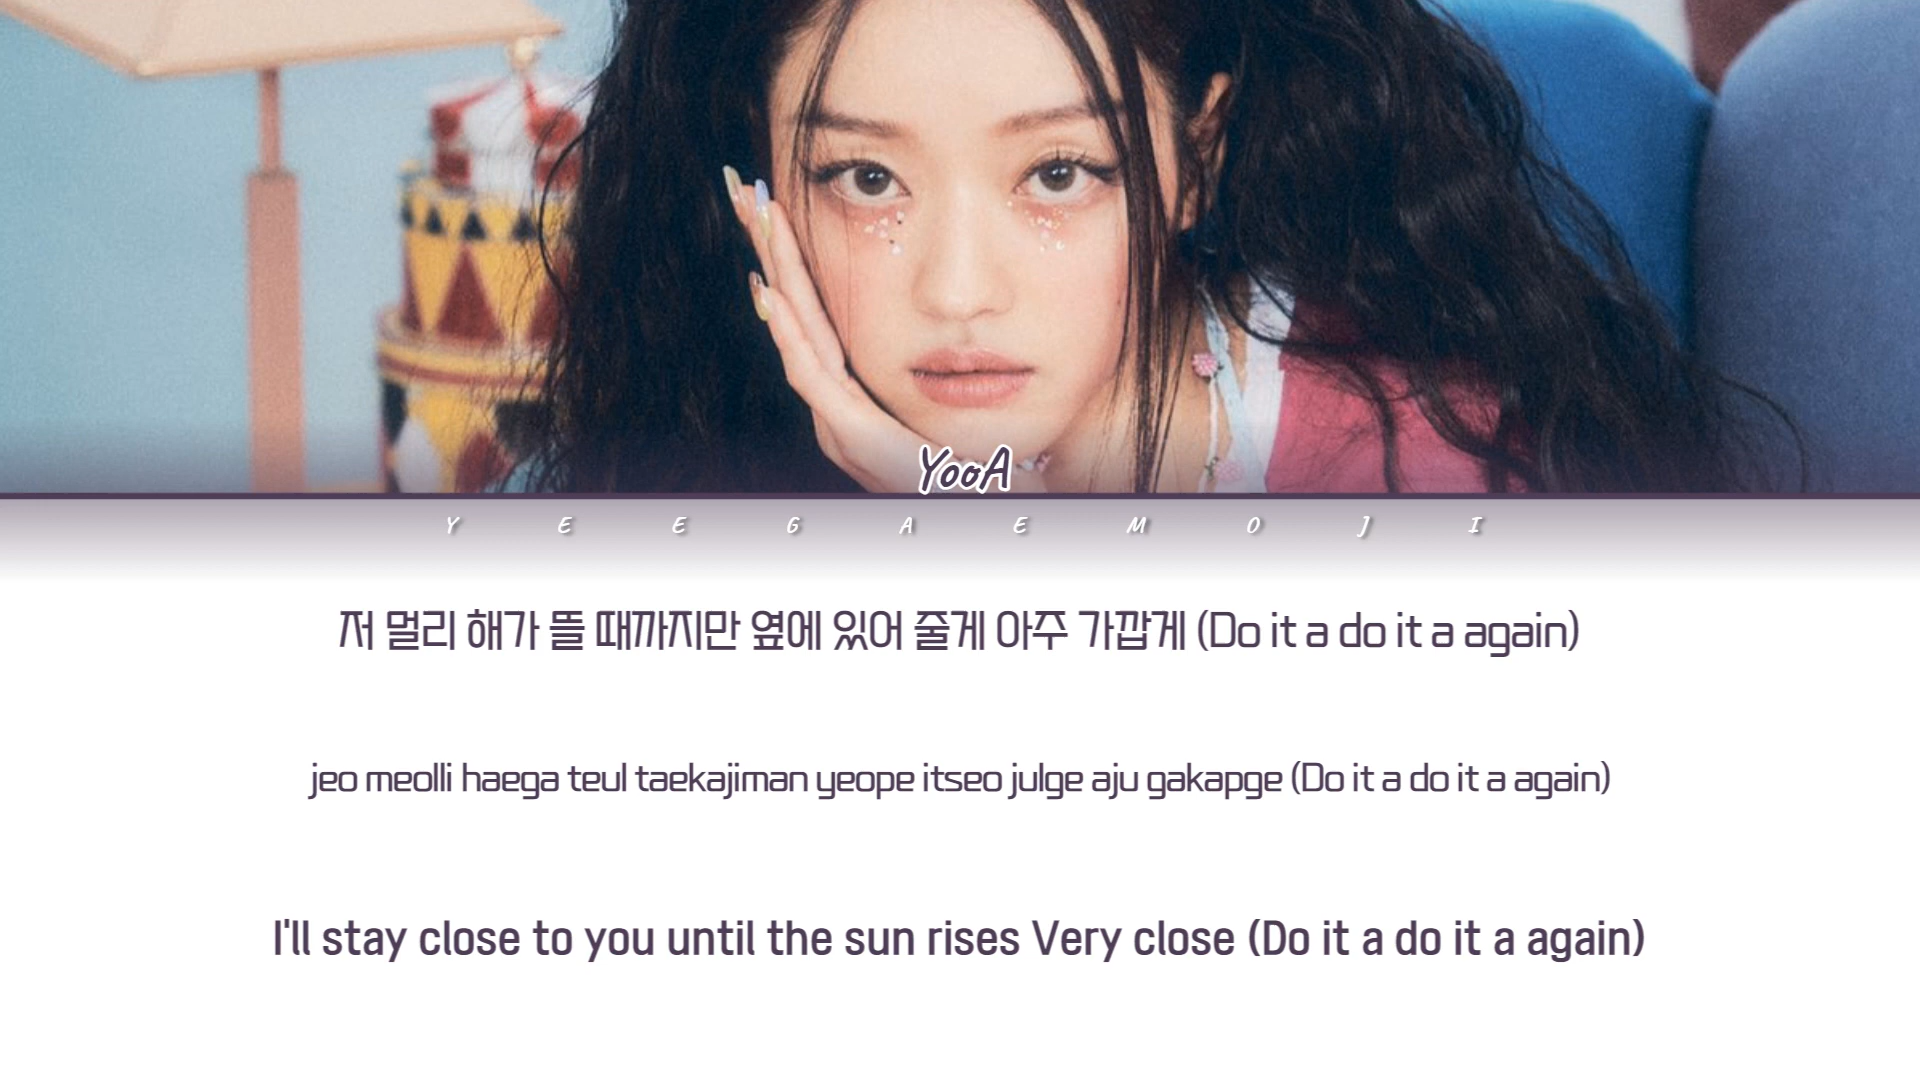 YooA
Y E E G A E M O J I
저 멀리 해가 뜰 때까지만 옆에 있어 줄게 아주 가깝게 (Do it a do it a again)
jeo meolli haega teul taekajiman yeope itseo julge aju gakapge (Do it a do it a again)
I'll stay close to you until the sun rises Very close (Do it a do it a again)